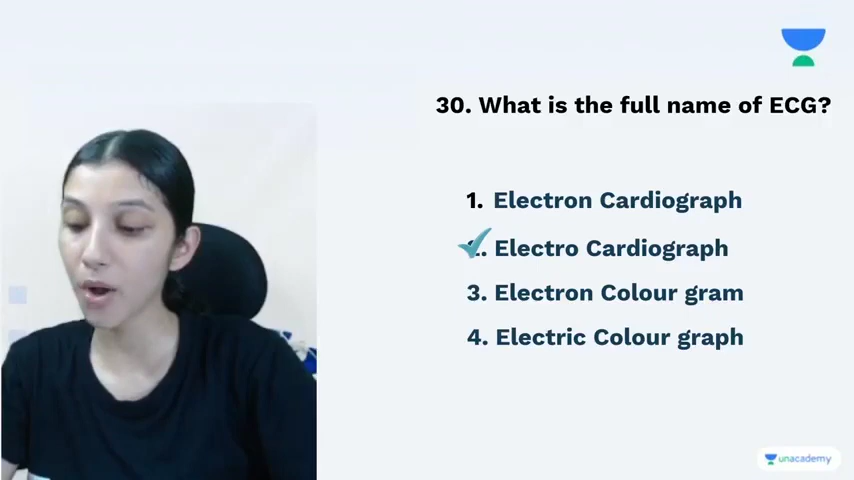 30. What is the full name of ECG?
1. Electron Cardiograph
2. Electro Cardiograph
3. Electron Colour gram
4. Electric Colour graph
unacademy